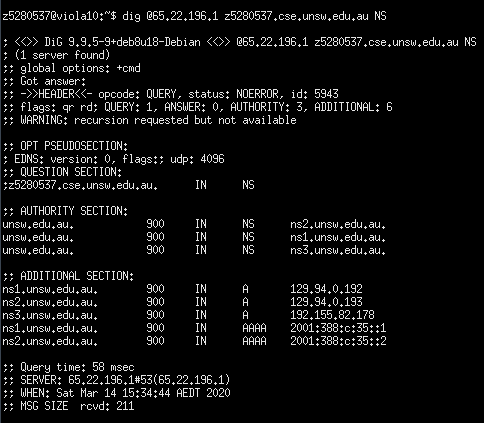 z5280537@viola10:~$ dig @65.22.196.1 z5280537.cse.unsw.edu.au NS
; <<>> DiG 9.9.5-9+deb8u18-Debian <<>> @65.22.196.1 z5280537.cse.unsw.edu.au NS
; (1 server found)
;; global options: +cmd
;; Got answer:
;; ->>HEADER<<- opcode: QUERY, status: NOERROR, id: 5943
;; flags: qr rd; QUERY: 1, ANSWER: 0, AUTHORITY: 3, ADDITIONAL: 6
;; WARNING: recursion requested but not available
;; OPT PSEUDOSECTION:
; EDNS: version: 0, flags:; udp: 4096
;; QUESTION SECTION:
;z5280537.cse.unsw.edu.au. IN NS
;; AUTHORITY SECTION:
unsw.edu.au. 900 IN NS ns2.unsw.edu.au.
unsw.edu.au. 900 IN NS ns1.unsw.edu.au.
unsw.edu.au. 900 IN NS ns3.unsw.edu.au.
;; ADDITIONAL SECTION:
ns1.unsw.edu.au. 900 IN A 129.94.0.192
ns2.unsw.edu.au. 900 IN A 129.94.0.193
ns3.unsw.edu.au. 900 IN A 192.155.82.178
ns1.unsw.edu.au. 900 IN AAAA 2001:388:c:35::1
ns2.unsw.edu.au. 900 IN AAAA 2001:388:c:35::2
;; Query time: 58 msec
;; SERVER: 65.22.196.1#53(65.22.196.1)
;; WHEN: Sat Mar 14 15:34:44 AEDT 2020
;; MSG SIZE rcvd: 211